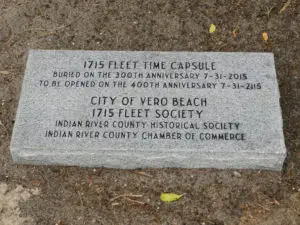 1715 FLEET TIME CAPSULE
BURIED ON THE 300TH ANNIVERSARY 7-31-2015
TO BE OPENED ON THE 400TH ANNIVERSARY 7-31-2115
CITY OF VERO BEACH
1715 FLEET SOCIETY
INDIAN RIVER COUNTY HISTORICAL SOCIETY
INDIAN RIVER COUNTY CHAMBER OF COMMERCE